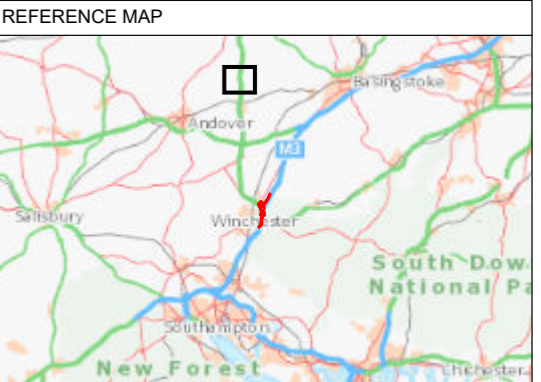 REFERENCE MAP
Basingstoke
Andover
M3
Salisbury
Winchester
South Dow
National Pa
Southampton
New Forest
Chichester